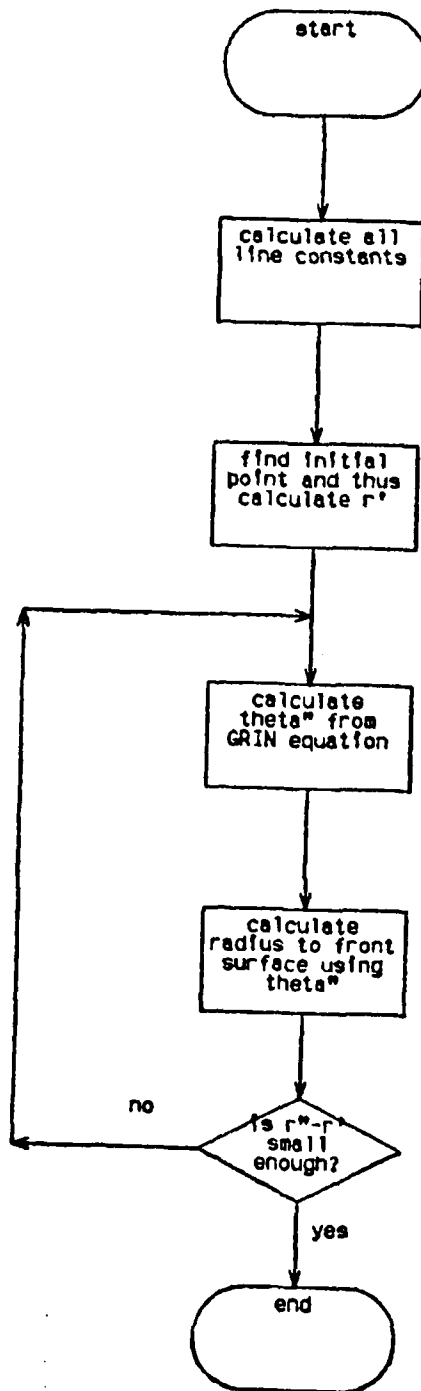 start
calculate all
line constants
find initial
point and thus
calculate r'
calculate
theta" from
GRIN equation
calculate
radius to front
surface using
theta"
is r"-r'
small
enough?
no
yes
end